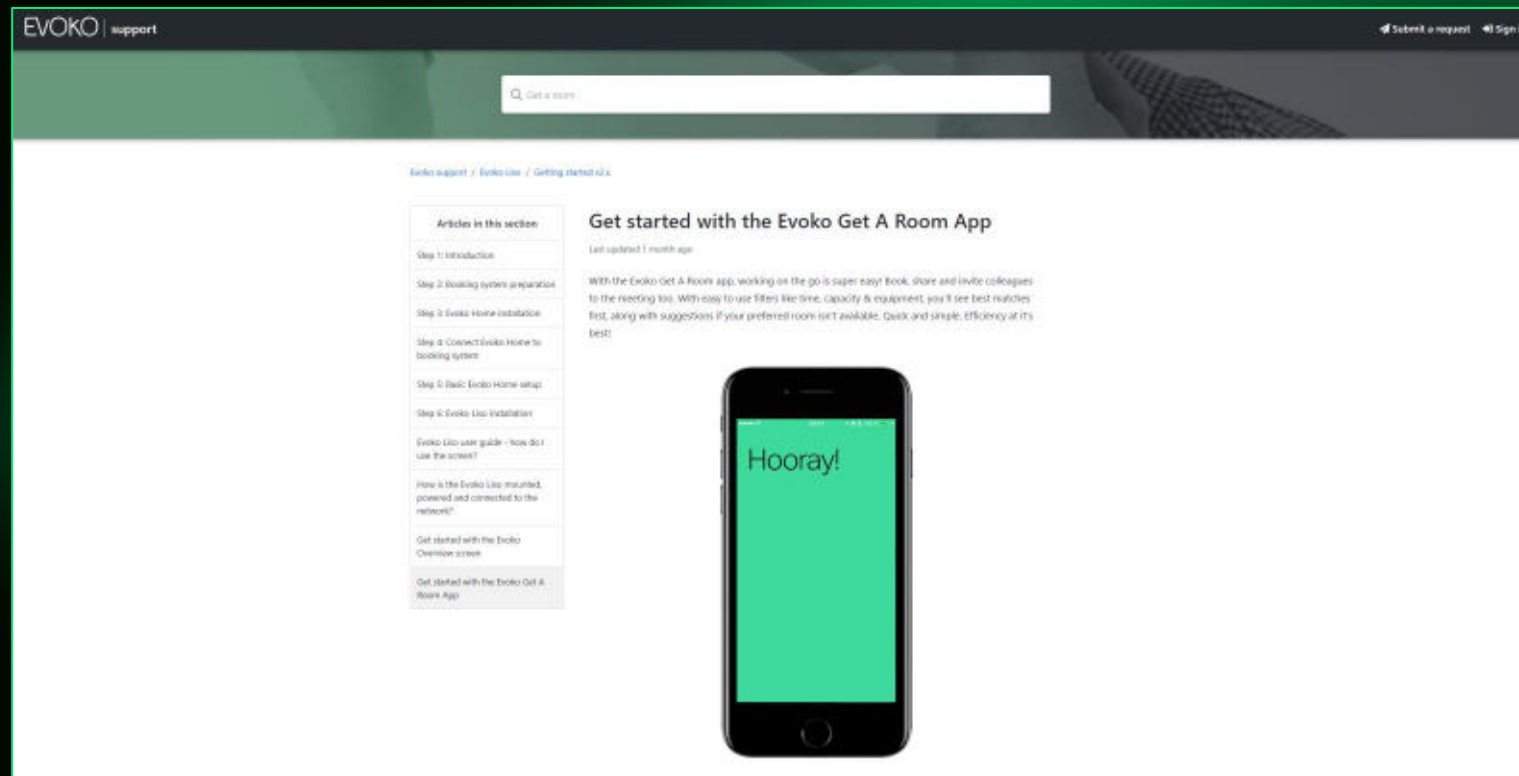 EVOKO | support
Submit a request
Sign i
Get a room
Evoko support / Evoko Liso / Getting started v2.x
Articles in this section
Step 1: Introduction
Step 2: Booking system preparation
Step 3: Evoko Home installation
Step 4: Connect Evoko Home to
booking system
Step 5: Basic Evoko Home setup
Step 6: Evoko Liso installation
Evoko Liso user guide - how do I
use the screen?
How is the Evoko Liso mounted,
powered and connected to the
network?
Get started with the Evoko
Overview screen
Get started with the Evoko Get A
Room App
Get started with the Evoko Get A Room App
Last updated 1 month ago
With the Evoko Get A Room app, working on the go is super easy! Book, share and invite colleagues
to the meeting too. With easy to use filters like time, capacity & equipment, you'll see best matches
first, along with suggestions if your preferred room isn't available. Quick and simple. Efficiency at it's
best!
Hooray!